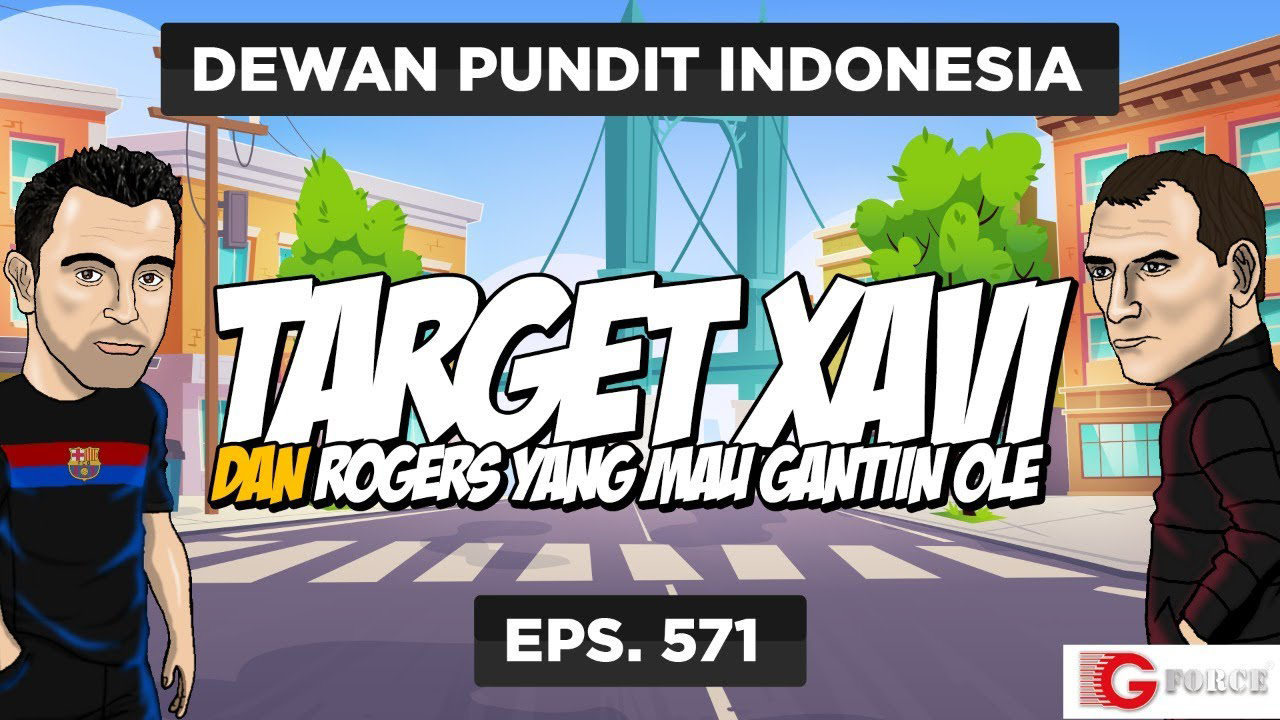 DEWAN PUNDIT INDONESIA
TARGET XAVI
DAN ROGERS YANG MAU GANTIIN OLE
EPS. 571
G FORCE